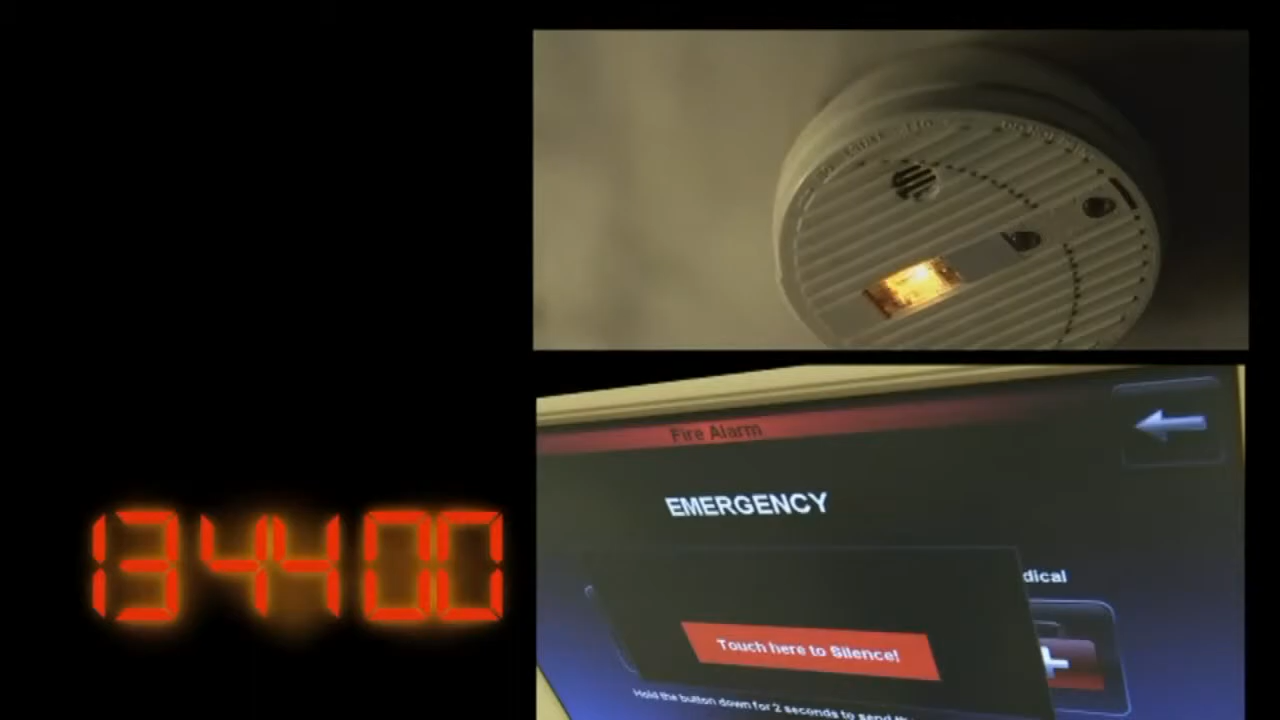 13 44 00
Fire Alarm
EMERGENCY
dical
Touch here to Silence!
Hold the button down for 2 seconds to send